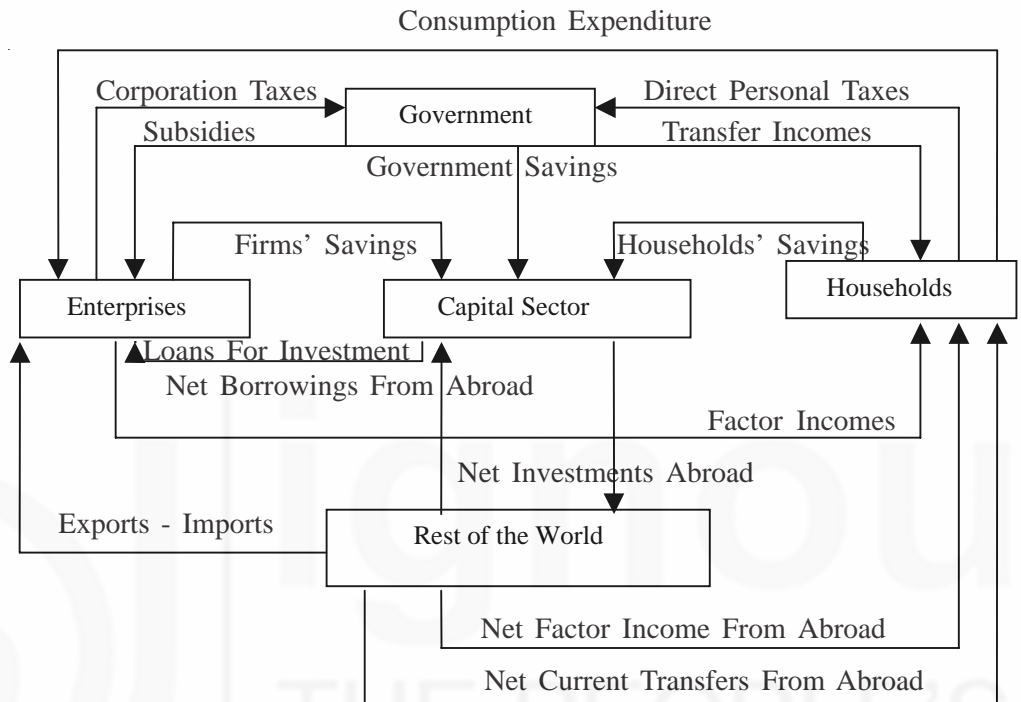 Consumption Expenditure
Corporation Taxes
Direct Personal Taxes
Government
Subsidies
Transfer Incomes
Government Savings
Firms' Savings
Households' Savings
Enterprises
Capital Sector
Households
Loans For Investment
Net Borrowings From Abroad
Factor Incomes
Net Investments Abroad
Exports - Imports
Rest of the World
ignou
Net Factor Income From Abroad
Net Current Transfers From Abroad